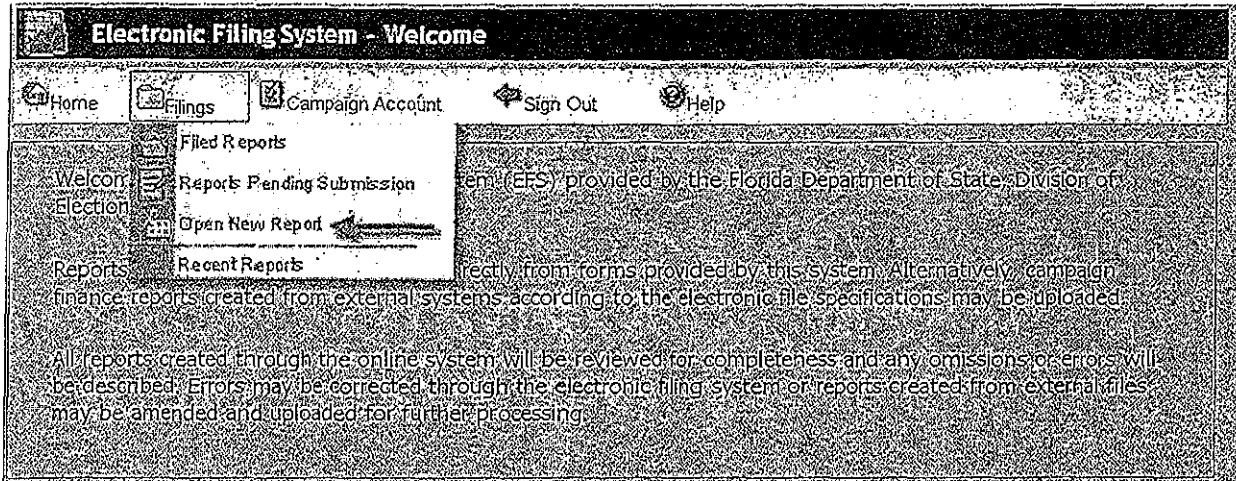 Electronic Filing System - Welcome
Home Filings Campaign Account Sign Out Help
Filed Reports
Reports Pending Submission
Open New Report
Recent Reports
Welcom em (EFS) provided by the Florida Department of State, Division of
Election
Reports rectly from forms provided by this system. Alternatively, campaign
finance reports created from external systems according to the electronic file specifications may be uploaded.
All reports created through the online system will be reviewed for completeness and any omissions or errors will
be described. Errors may be corrected through the electronic filing system or reports created from external files
may be amended and uploaded for further processing.